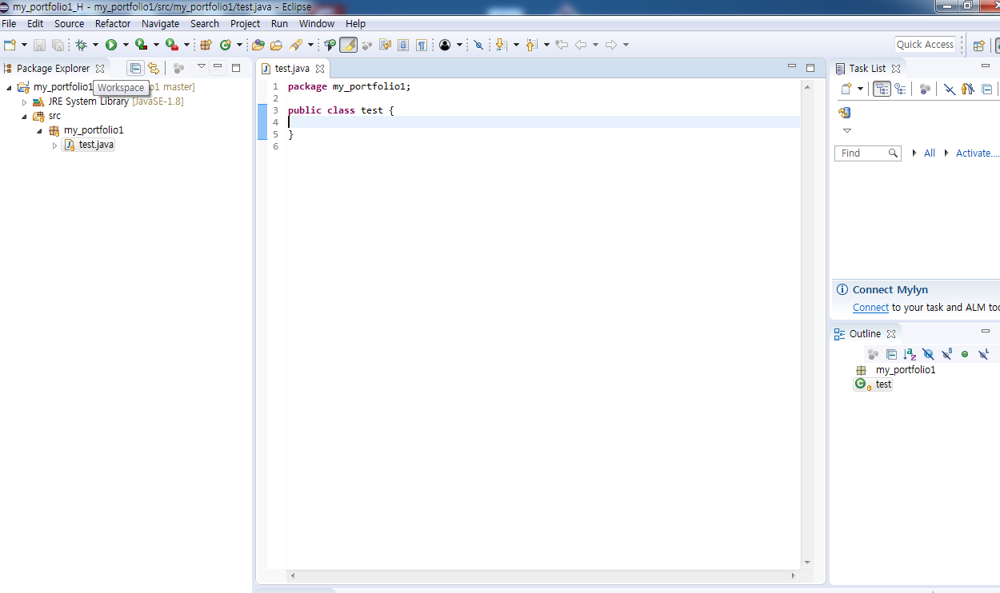 my_portfolio1_H - my_portfolio1/src/my_portfolio1/test.java - Eclipse
File Edit Source Refactor Navigate Search Project Run Window Help
Quick Access
Package Explorer
test.java
Task List
my_portfolio1
Workspace
master]
JRE System Library [JavaSE-1.8]
src
my_portfolio1
test.java
1 package my_portfolio1;
2
3 public class test {
4
5 }
6
Find
All
Activate...
Connect Mylyn
Connect to your task and ALM
Outline
my_portfolio1
test